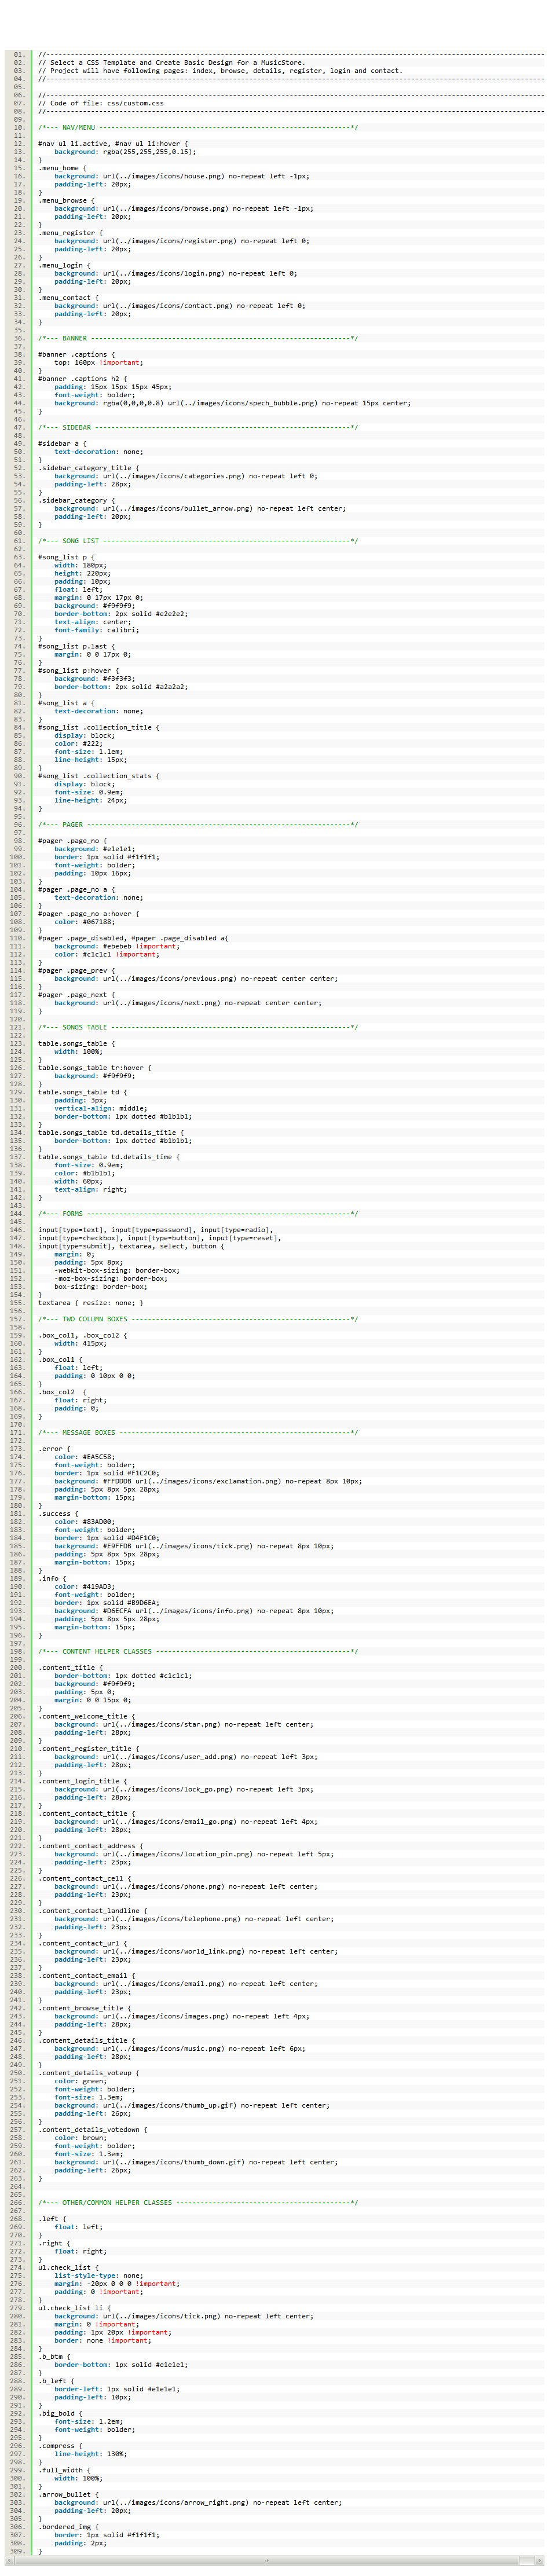 01. //------------------------------------------------------------------------------------------------------------------------------
02. // Select a CSS Template and Create Basic Design for a MusicStore.
03. // Project will have following pages: index, browse, details, register, login and contact.
04. //------------------------------------------------------------------------------------------------------------------------------
05.
06. //------------------------------------------------------------------------------------------------------------------------------
07. // Code of file: css/custom.css
08. //------------------------------------------------------------------------------------------------------------------------------
09.
10. /*--- NAV/MENU --------------------------------------------------------------*/
11.
12. #nav ul li.active, #nav ul li:hover {
13. background: rgba(255,255,255,0.15);
14. }
15. .menu_home {
16. background: url(../images/icons/house.png) no-repeat left -1px;
17. padding-left: 20px;
18. }
19. .menu_browse {
20. background: url(../images/icons/browse.png) no-repeat left -1px;
21. padding-left: 20px;
22. }
23. .menu_register {
24. background: url(../images/icons/register.png) no-repeat left 0;
25. padding-left: 20px;
26. }
27. .menu_login {
28. background: url(../images/icons/login.png) no-repeat left 0;
29. padding-left: 20px;
30. }
31. .menu_contact {
32. background: url(../images/icons/contact.png) no-repeat left 0;
33. padding-left: 20px;
34. }
35.
36. /*--- BANNER ----------------------------------------------------------------*/
37.
38. #banner .captions {
39. top: 160px !important;
40. }
41. #banner .captions h2 {
42. padding: 15px 15px 15px 45px;
43. font-weight: bolder;
44. background: rgba(0,0,0,0.8) url(../images/icons/spech_bubble.png) no-repeat 15px center;
45. }
46.
47. /*--- SIDEBAR ---------------------------------------------------------------*/
48.
49. #sidebar a {
50. text-decoration: none;
51. }
52. .sidebar_category_title {
53. background: url(../images/icons/categories.png) no-repeat left 0;
54. padding-left: 28px;
55. }
56. .sidebar_category {
57. background: url(../images/icons/bullet_arrow.png) no-repeat left center;
58. padding-left: 20px;
59. }
60.
61. /*--- SONG LIST -------------------------------------------------------------*/
62.
63. #song_list p {
64. width: 180px;
65. height: 220px;
66. padding: 10px;
67. float: left;
68. margin: 0 17px 17px 0;
69. background: #f9f9f9;
70. border-bottom: 2px solid #e2e2e2;
71. text-align: center;
72. font-family: calibri;
73. }
74. #song_list p.last {
75. margin: 0 0 17px 0;
76. }
77. #song_list p:hover {
78. background: #f3f3f3;
79. border-bottom: 2px solid #a2a2a2;
80. }
81. #song_list a {
82. text-decoration: none;
83. }
84. #song_list .collection_title {
85. display: block;
86. color: #222;
87. font-size: 1.1em;
88. line-height: 15px;
89. }
90. #song_list .collection_stats {
91. display: block;
92. font-size: 0.9em;
93. line-height: 24px;
94. }
95.
96. /*--- PAGER -----------------------------------------------------------------*/
97.
98. #pager .page_no {
99. background: #e1e1e1;
100. border: 1px solid #f1f1f1;
101. font-weight: bolder;
102. padding: 10px 16px;
103. }
104. #pager .page_no a {
105. text-decoration: none;
106. }
107. #pager .page_no a:hover {
108. color: #067188;
109. }
110. #pager .page_disabled, #pager .page_disabled a{
111. background: #ebebeb !important;
112. color: #c1c1c1 !important;
113. }
114. #pager .page_prev {
115. background: url(../images/icons/previous.png) no-repeat center center;
116. }
117. #pager .page_next {
118. background: url(../images/icons/next.png) no-repeat center center;
119. }
120.
121. /*--- SONGS TABLE -----------------------------------------------------------*/
122.
123. table.songs_table {
124. width: 100%;
125. }
126. table.songs_table tr:hover {
127. background: #f9f9f9;
128. }
129. table.songs_table td {
130. padding: 3px;
131. vertical-align: middle;
132. border-bottom: 1px dotted #b1b1b1;
133. }
134. table.songs_table td.details_title {
135. border-bottom: 1px dotted #b1b1b1;
136. }
137. table.songs_table td.details_time {
138. font-size: 0.9em;
139. color: #b1b1b1;
140. width: 60px;
141. text-align: right;
142. }
143.
144. /*--- FORMS -----------------------------------------------------------------*/
145.
146. input[type=text], input[type=password], input[type=radio],
147. input[type=checkbox], input[type=button], input[type=reset],
148. input[type=submit], textarea, select, button {
149. margin: 0;
150. padding: 5px 8px;
151. -webkit-box-sizing: border-box;
152. -moz-box-sizing: border-box;
153. box-sizing: border-box;
154. }
155. textarea { resize: none; }
156.
157. /*--- TWO COLUMN BOXES ------------------------------------------------------*/
158.
159. .box_col1, .box_col2 {
160. width: 415px;
161. }
162. .box_col1 {
163. float: left;
164. padding: 0 10px 0 0;
165. }
166. .box_col2  {
167. float: right;
168. padding: 0;
169. }
170.
171. /*--- MESSAGE BOXES ---------------------------------------------------------*/
172.
173. .error {
174. color: #EA5C58;
175. font-weight: bolder;
176. border: 1px solid #F1C2C0;
177. background: #FFDDDB url(../images/icons/exclamation.png) no-repeat 8px 10px;
178. padding: 5px 8px 5px 28px;
179. margin-bottom: 15px;
180. }
181. .success {
182. color: #83AD00;
183. font-weight: bolder;
184. border: 1px solid #D4F1C0;
185. background: #E9FFDB url(../images/icons/tick.png) no-repeat 8px 10px;
186. padding: 5px 8px 5px 28px;
187. margin-bottom: 15px;
188. }
189. .info {
190. color: #419AD3;
191. font-weight: bolder;
192. border: 1px solid #B9D6EA;
193. background: #D6ECFA url(../images/icons/info.png) no-repeat 8px 10px;
194. padding: 5px 8px 5px 28px;
195. margin-bottom: 15px;
196. }
197.
198. /*--- CONTENT HELPER CLASSES ------------------------------------------------*/
199.
200. .content_title {
201. border-bottom: 1px dotted #c1c1c1;
202. background: #f9f9f9;
203. padding: 5px 0;
204. margin: 0 0 15px 0;
205. }
206. .content_welcome_title {
207. background: url(../images/icons/star.png) no-repeat left center;
208. padding-left: 28px;
209. }
210. .content_register_title {
211. background: url(../images/icons/user_add.png) no-repeat left 3px;
212. padding-left: 28px;
213. }
214. .content_login_title {
215. background: url(../images/icons/lock_go.png) no-repeat left 3px;
216. padding-left: 28px;
217. }
218. .content_contact_title {
219. background: url(../images/icons/email_go.png) no-repeat left 4px;
220. padding-left: 28px;
221. }
222. .content_contact_address {
223. background: url(../images/icons/location_pin.png) no-repeat left 5px;
224. padding-left: 23px;
225. }
226. .content_contact_cell {
227. background: url(../images/icons/phone.png) no-repeat left center;
228. padding-left: 23px;
229. }
230. .content_contact_landline {
231. background: url(../images/icons/telephone.png) no-repeat left center;
232. padding-left: 23px;
233. }
234. .content_contact_url {
235. background: url(../images/icons/world_link.png) no-repeat left center;
236. padding-left: 23px;
237. }
238. .content_contact_email {
239. background: url(../images/icons/email.png) no-repeat left center;
240. padding-left: 23px;
241. }
242. .content_browse_title {
243. background: url(../images/icons/images.png) no-repeat left 4px;
244. padding-left: 28px;
245. }
246. .content_details_title {
247. background: url(../images/icons/music.png) no-repeat left 6px;
248. padding-left: 28px;
249. }
250. .content_details_voteup {
251. color: green;
252. font-weight: bolder;
253. font-size: 1.3em;
254. background: url(../images/icons/thumb_up.gif) no-repeat left center;
255. padding-left: 26px;
256. }
257. .content_details_votedown {
258. color: brown;
259. font-weight: bolder;
260. font-size: 1.3em;
261. background: url(../images/icons/thumb_down.gif) no-repeat left center;
262. padding-left: 26px;
263. }
264.
265.
266. /*--- OTHER/COMMON HELPER CLASSES -------------------------------------------*/
267.
268. .left {
269. float: left;
270. }
271. .right {
272. float: right;
273. }
274. ul.check_list {
275. list-style-type: none;
276. margin: -20px 0 0 0 !important;
277. padding: 0 !important;
278. }
279. ul.check_list li {
280. background: url(../images/icons/tick.png) no-repeat left center;
281. margin: 0 !important;
282. padding: 1px 20px !important;
283. border: none !important;
284. }
285. .b_btm {
286. border-bottom: 1px solid #e1e1e1;
287. }
288. .b_left {
289. border-left: 1px solid #e1e1e1;
290. padding-left: 10px;
291. }
292. .big_bold {
293. font-size: 1.2em;
294. font-weight: bolder;
295. }
296. .compress {
297. line-height: 130%;
298. }
299. .full_width {
300. width: 100%;
301. }
302. .arrow_bullet {
303. background: url(../images/icons/arrow_right.png) no-repeat left center;
304. padding-left: 20px;
305. }
306. .bordered_img {
307. border: 1px solid #f1f1f1;
308. padding: 2px;
309. }